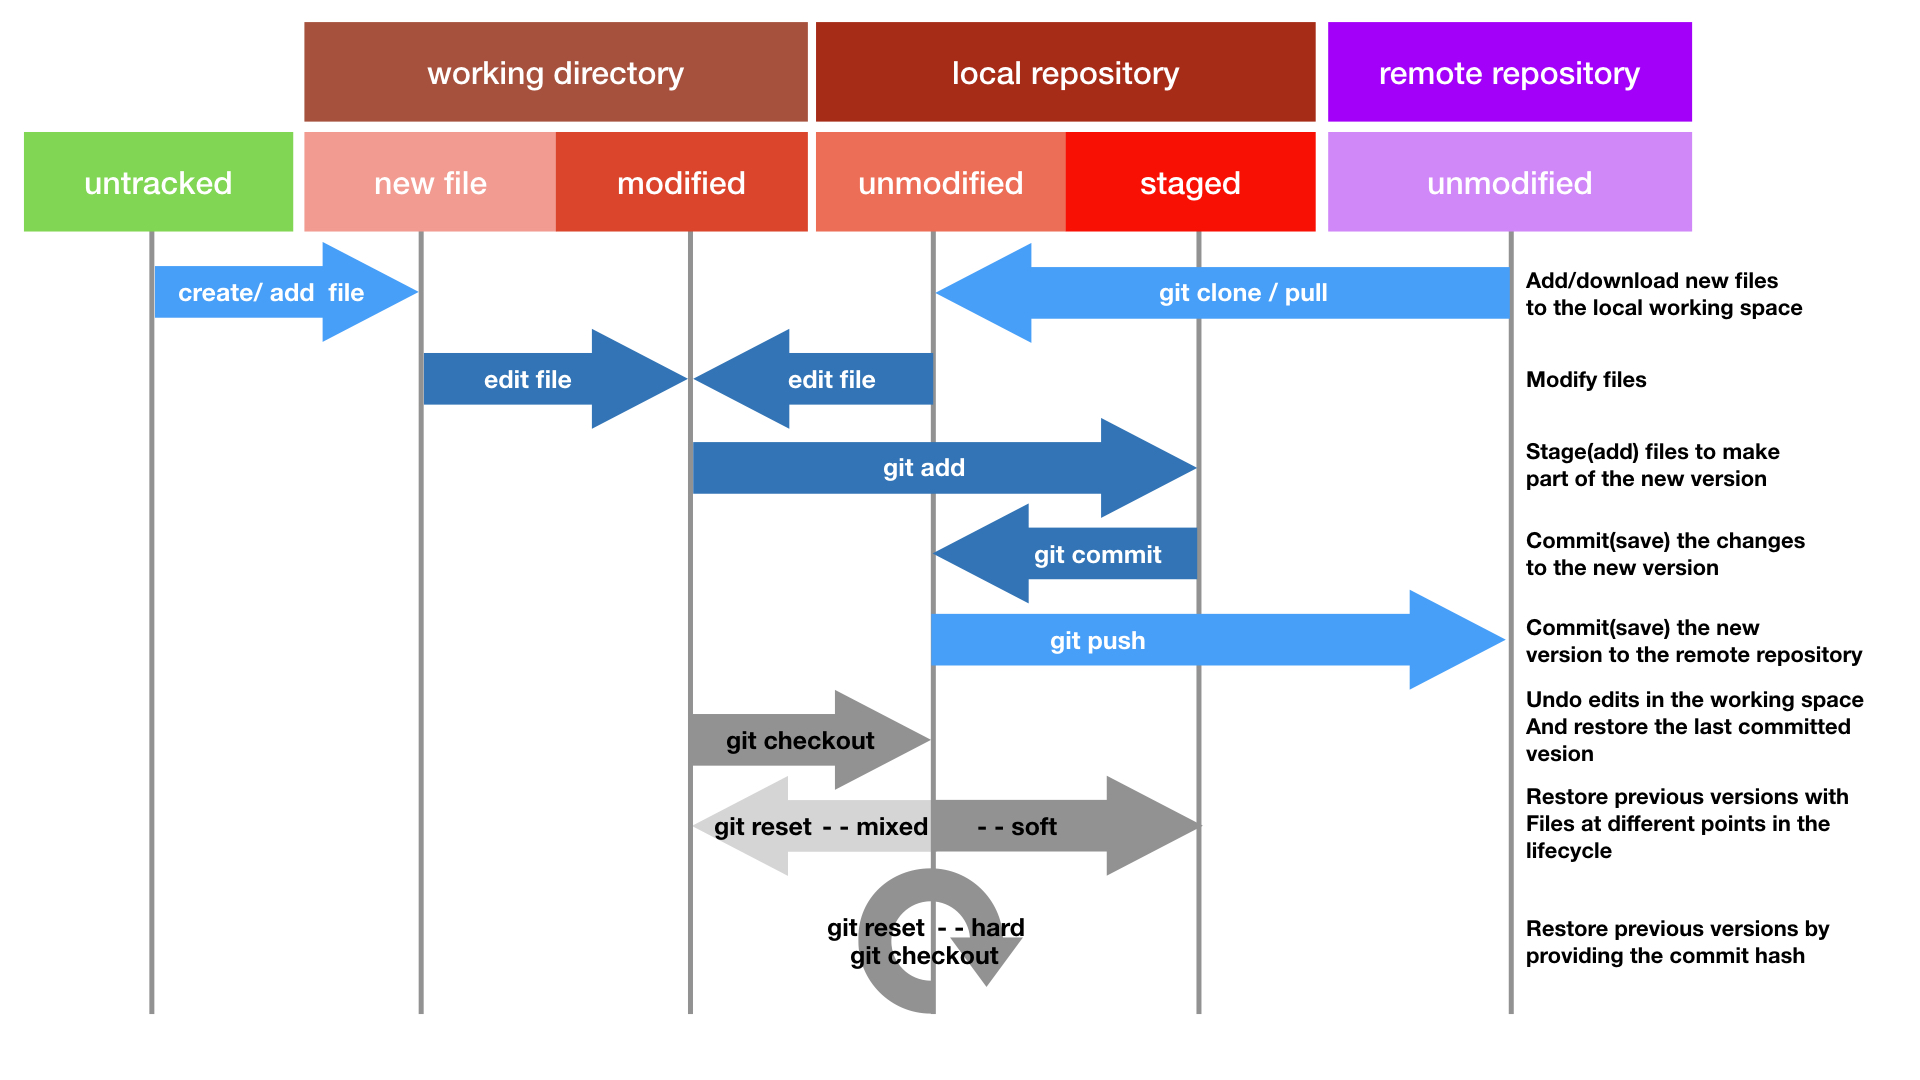 working directory
local repository
remote repository
untracked
new file
modified
unmodified
staged
unmodified
create/ add  file
git clone / pull
Add/download new files
to the local working space
edit file
edit file
Modify files
git add
Stage(add) files to make
part of the new version
git commit
Commit(save) the changes
to the new version
git push
Commit(save) the new
version to the remote repository
git checkout
Undo edits in the working space
And restore the last committed
vesion
git reset - - mixed
- - soft
Restore previous versions with
Files at different points in the
lifecycle
git reset - - hard
git checkout
Restore previous versions by
providing the commit hash